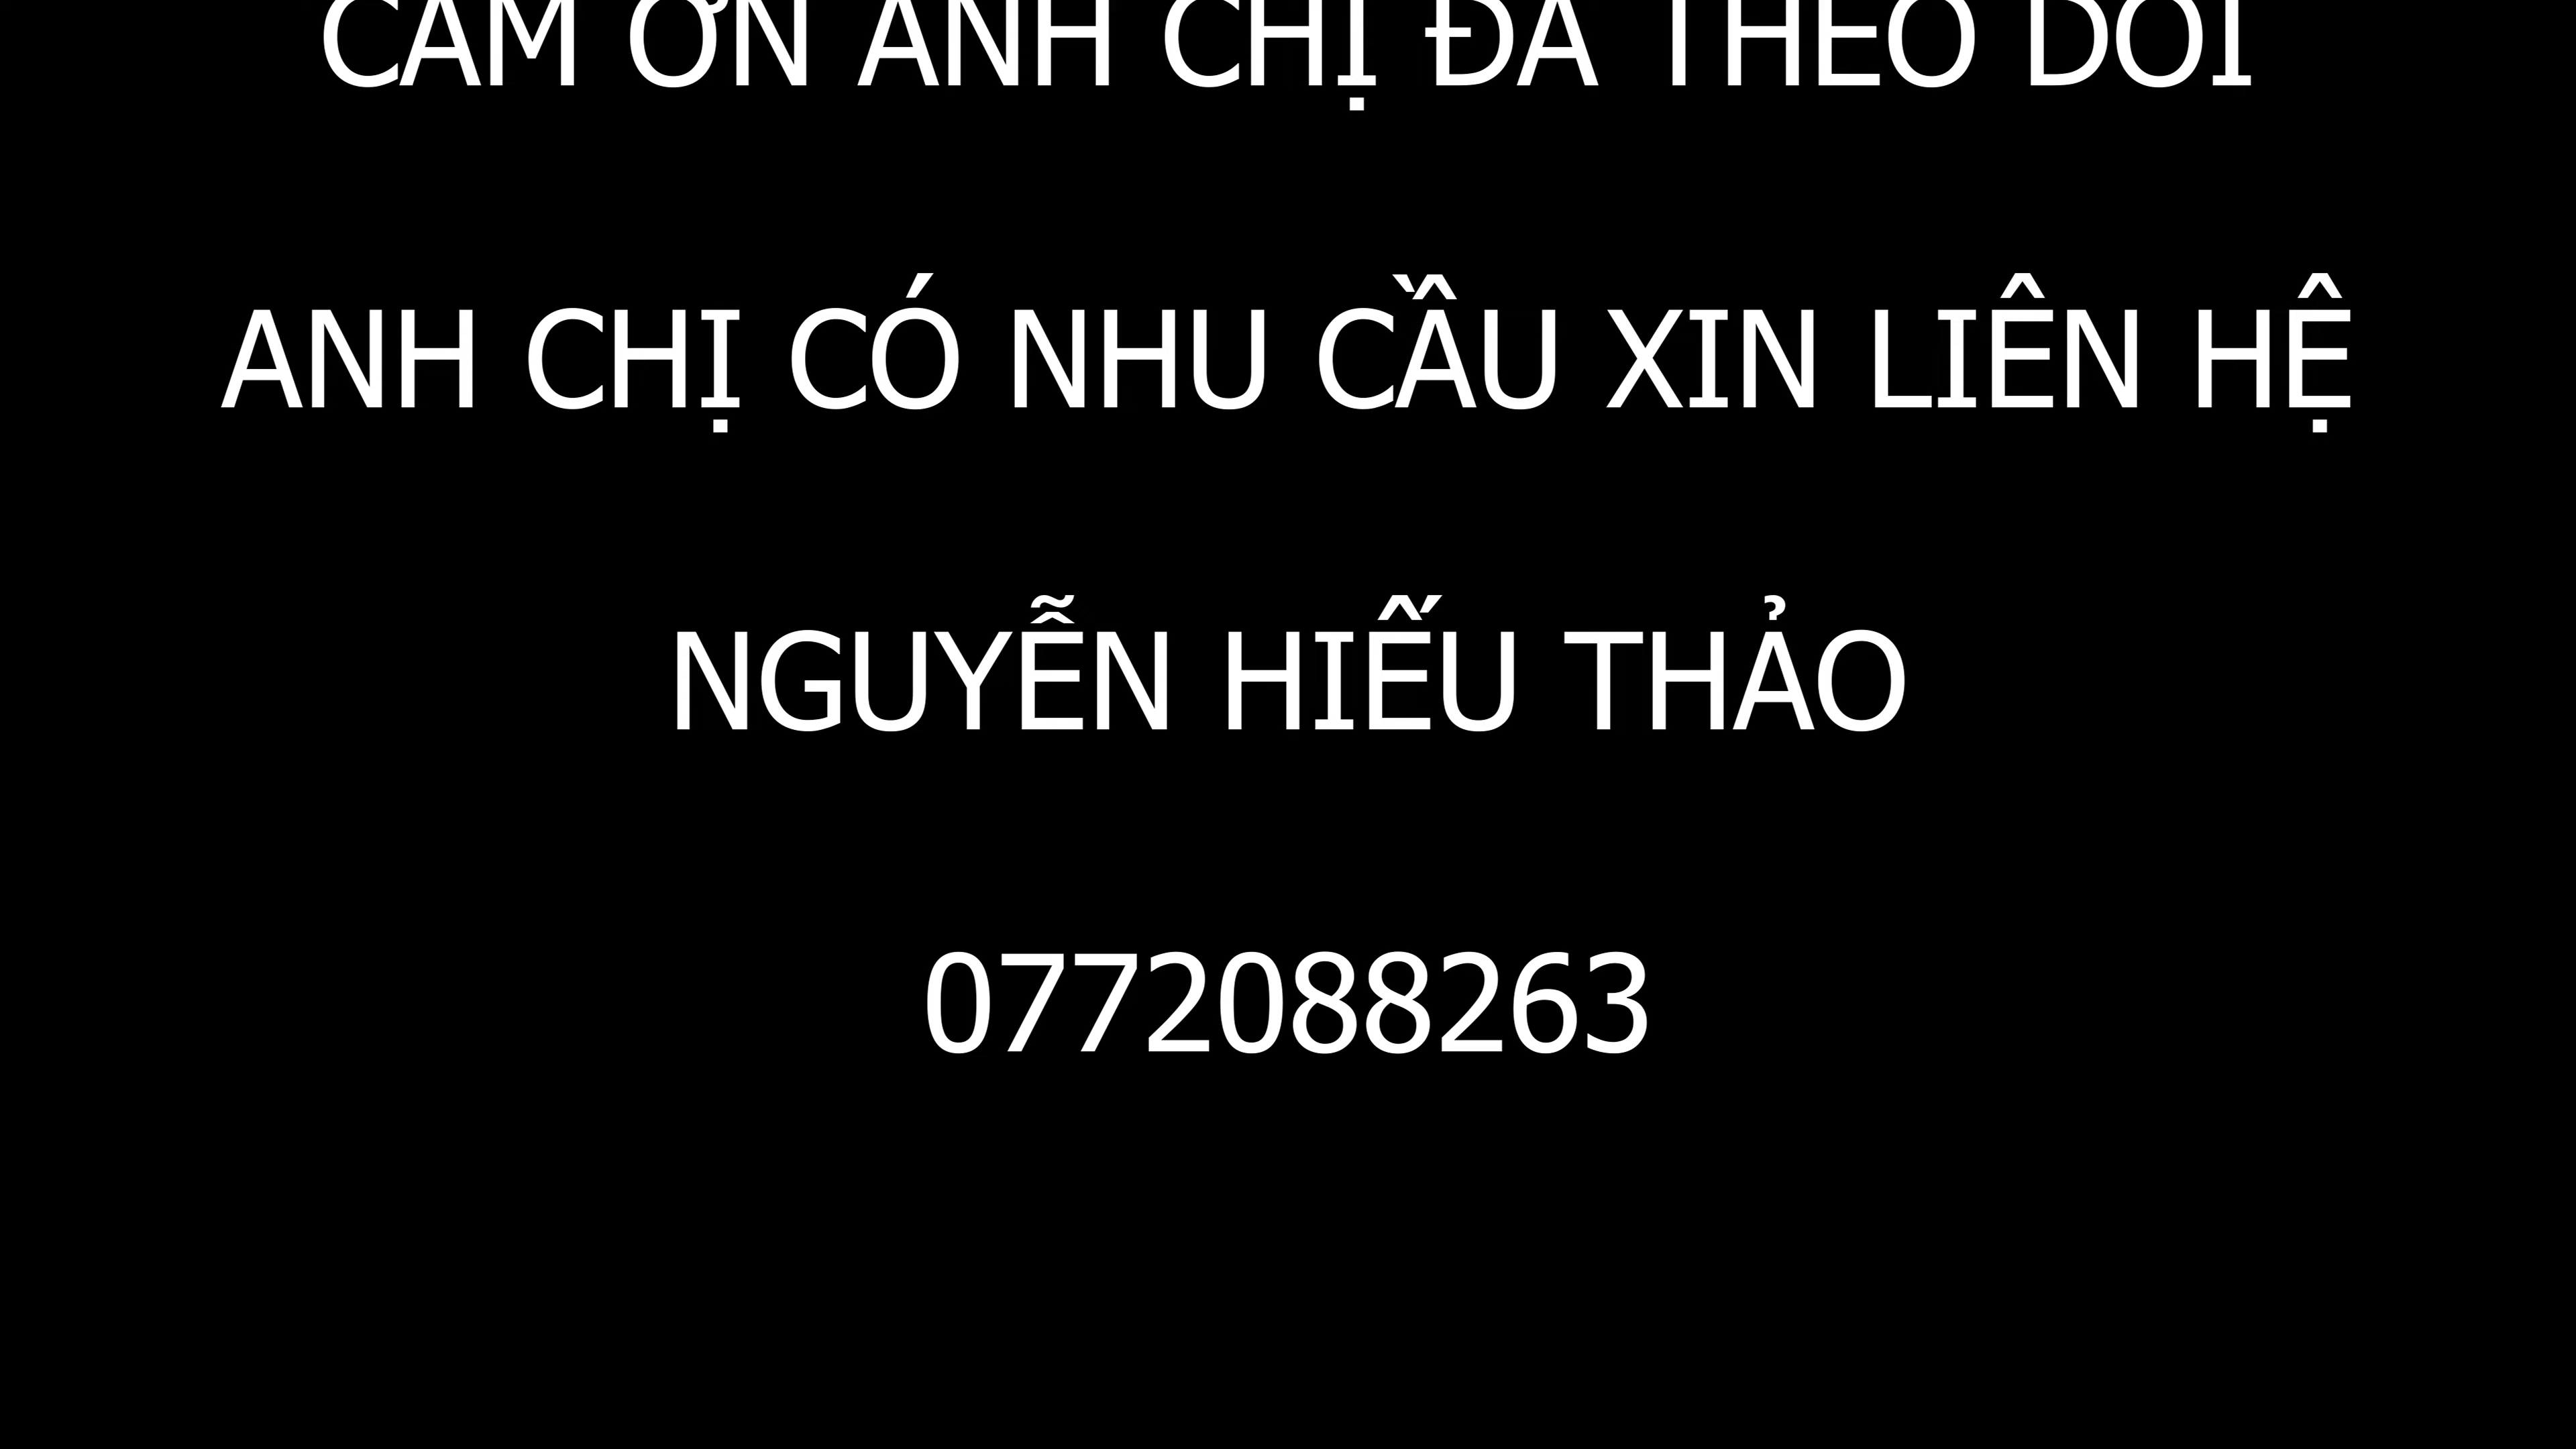 CẢM ƠN ANH CHỊ ĐÃ THEO DÕI
ANH CHỊ CÓ NHU CẦU XIN LIÊN HỆ
NGUYỄN HIẾU THẢO
0772088263